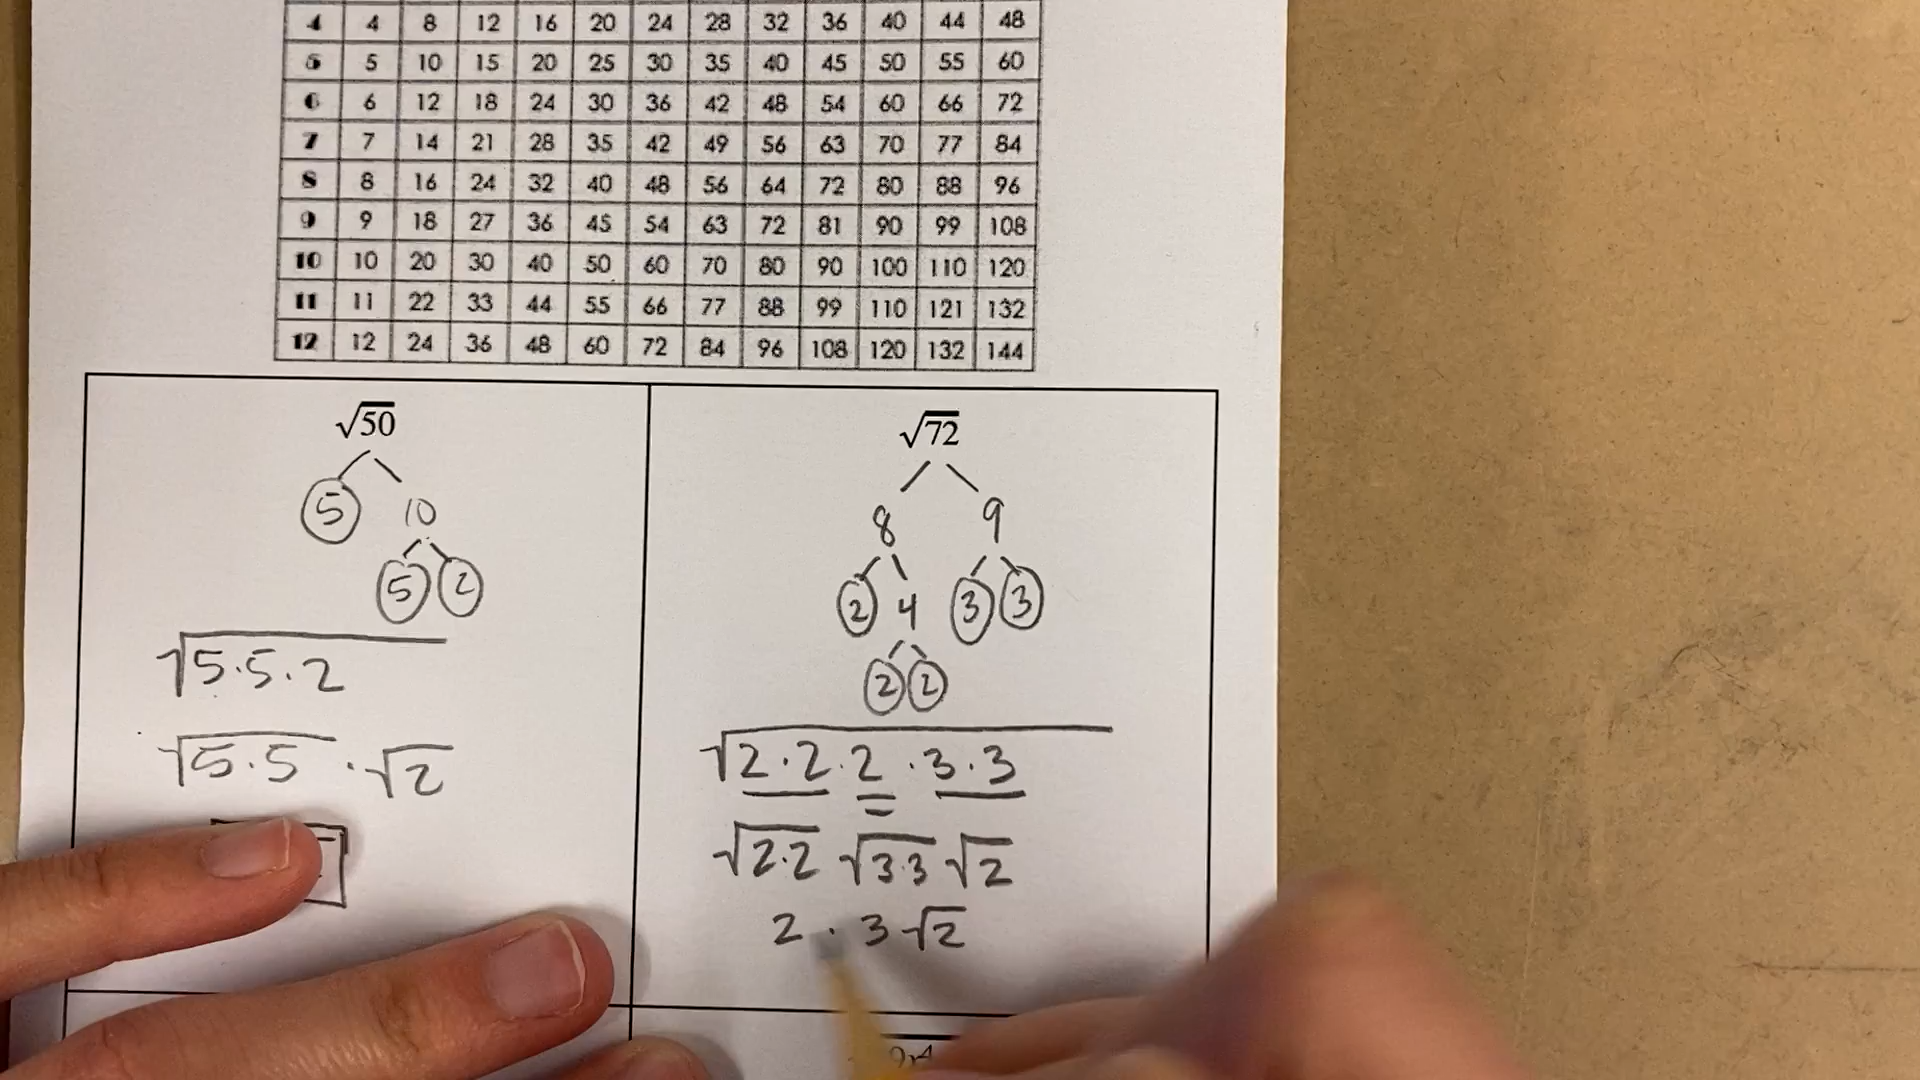 4 4 8 12 16 20 24 28 32 36 40 44 48
5 5 10 15 20 25 30 35 40 45 50 55 60
6 6 12 18 24 30 36 42 48 54 60 66 72
7 7 14 21 28 35 42 49 56 63 70 77 84
8 8 16 24 32 40 48 56 64 72 80 88 96
9 9 18 27 36 45 54 63 72 81 90 99 108
10 10 20 30 40 50 60 70 80 90 100 110 120
11 11 22 33 44 55 66 77 88 99 110 121 132
12 12 24 36 48 60 72 84 96 108 120 132 144
√50
5 10
5 2
√5·5·2
√5·5 · √2
√72
8 9
2 4 3 3
2 2
√2·2·2·3·3
√2·2 √3·3 √2
2 · 3 √2